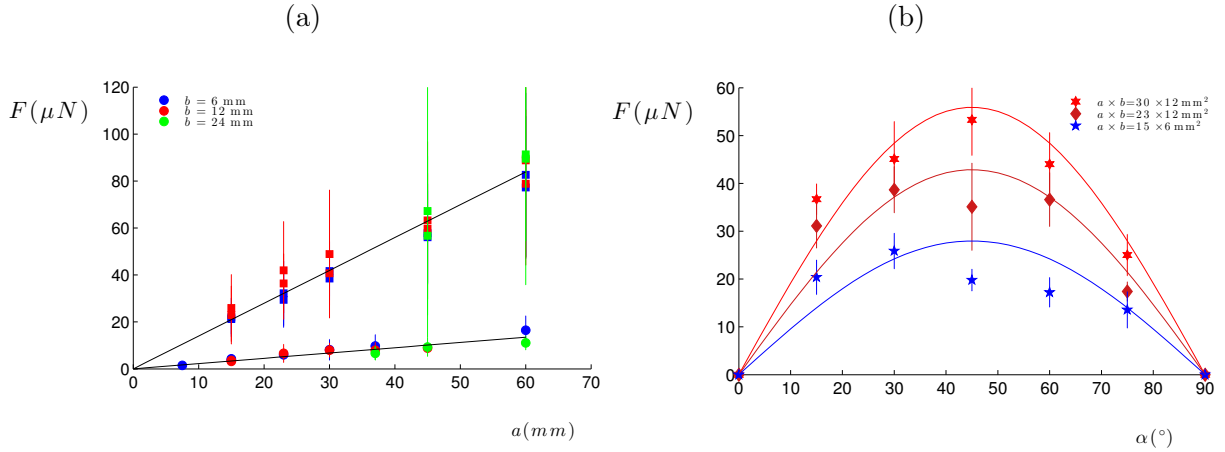 (a)
F(μN)
120
100
80
60
40
20
0
b = 6 mm
b = 12 mm
b = 24 mm
0 10 20 30 40 50 60 70
a(mm)
(b)
F(μN)
60
50
40
30
20
10
0
a × b=30 ×12 mm²
a × b=23 ×12 mm²
a × b=15 ×6 mm²
0 10 20 30 40 50 60 70 80 90
α(°)